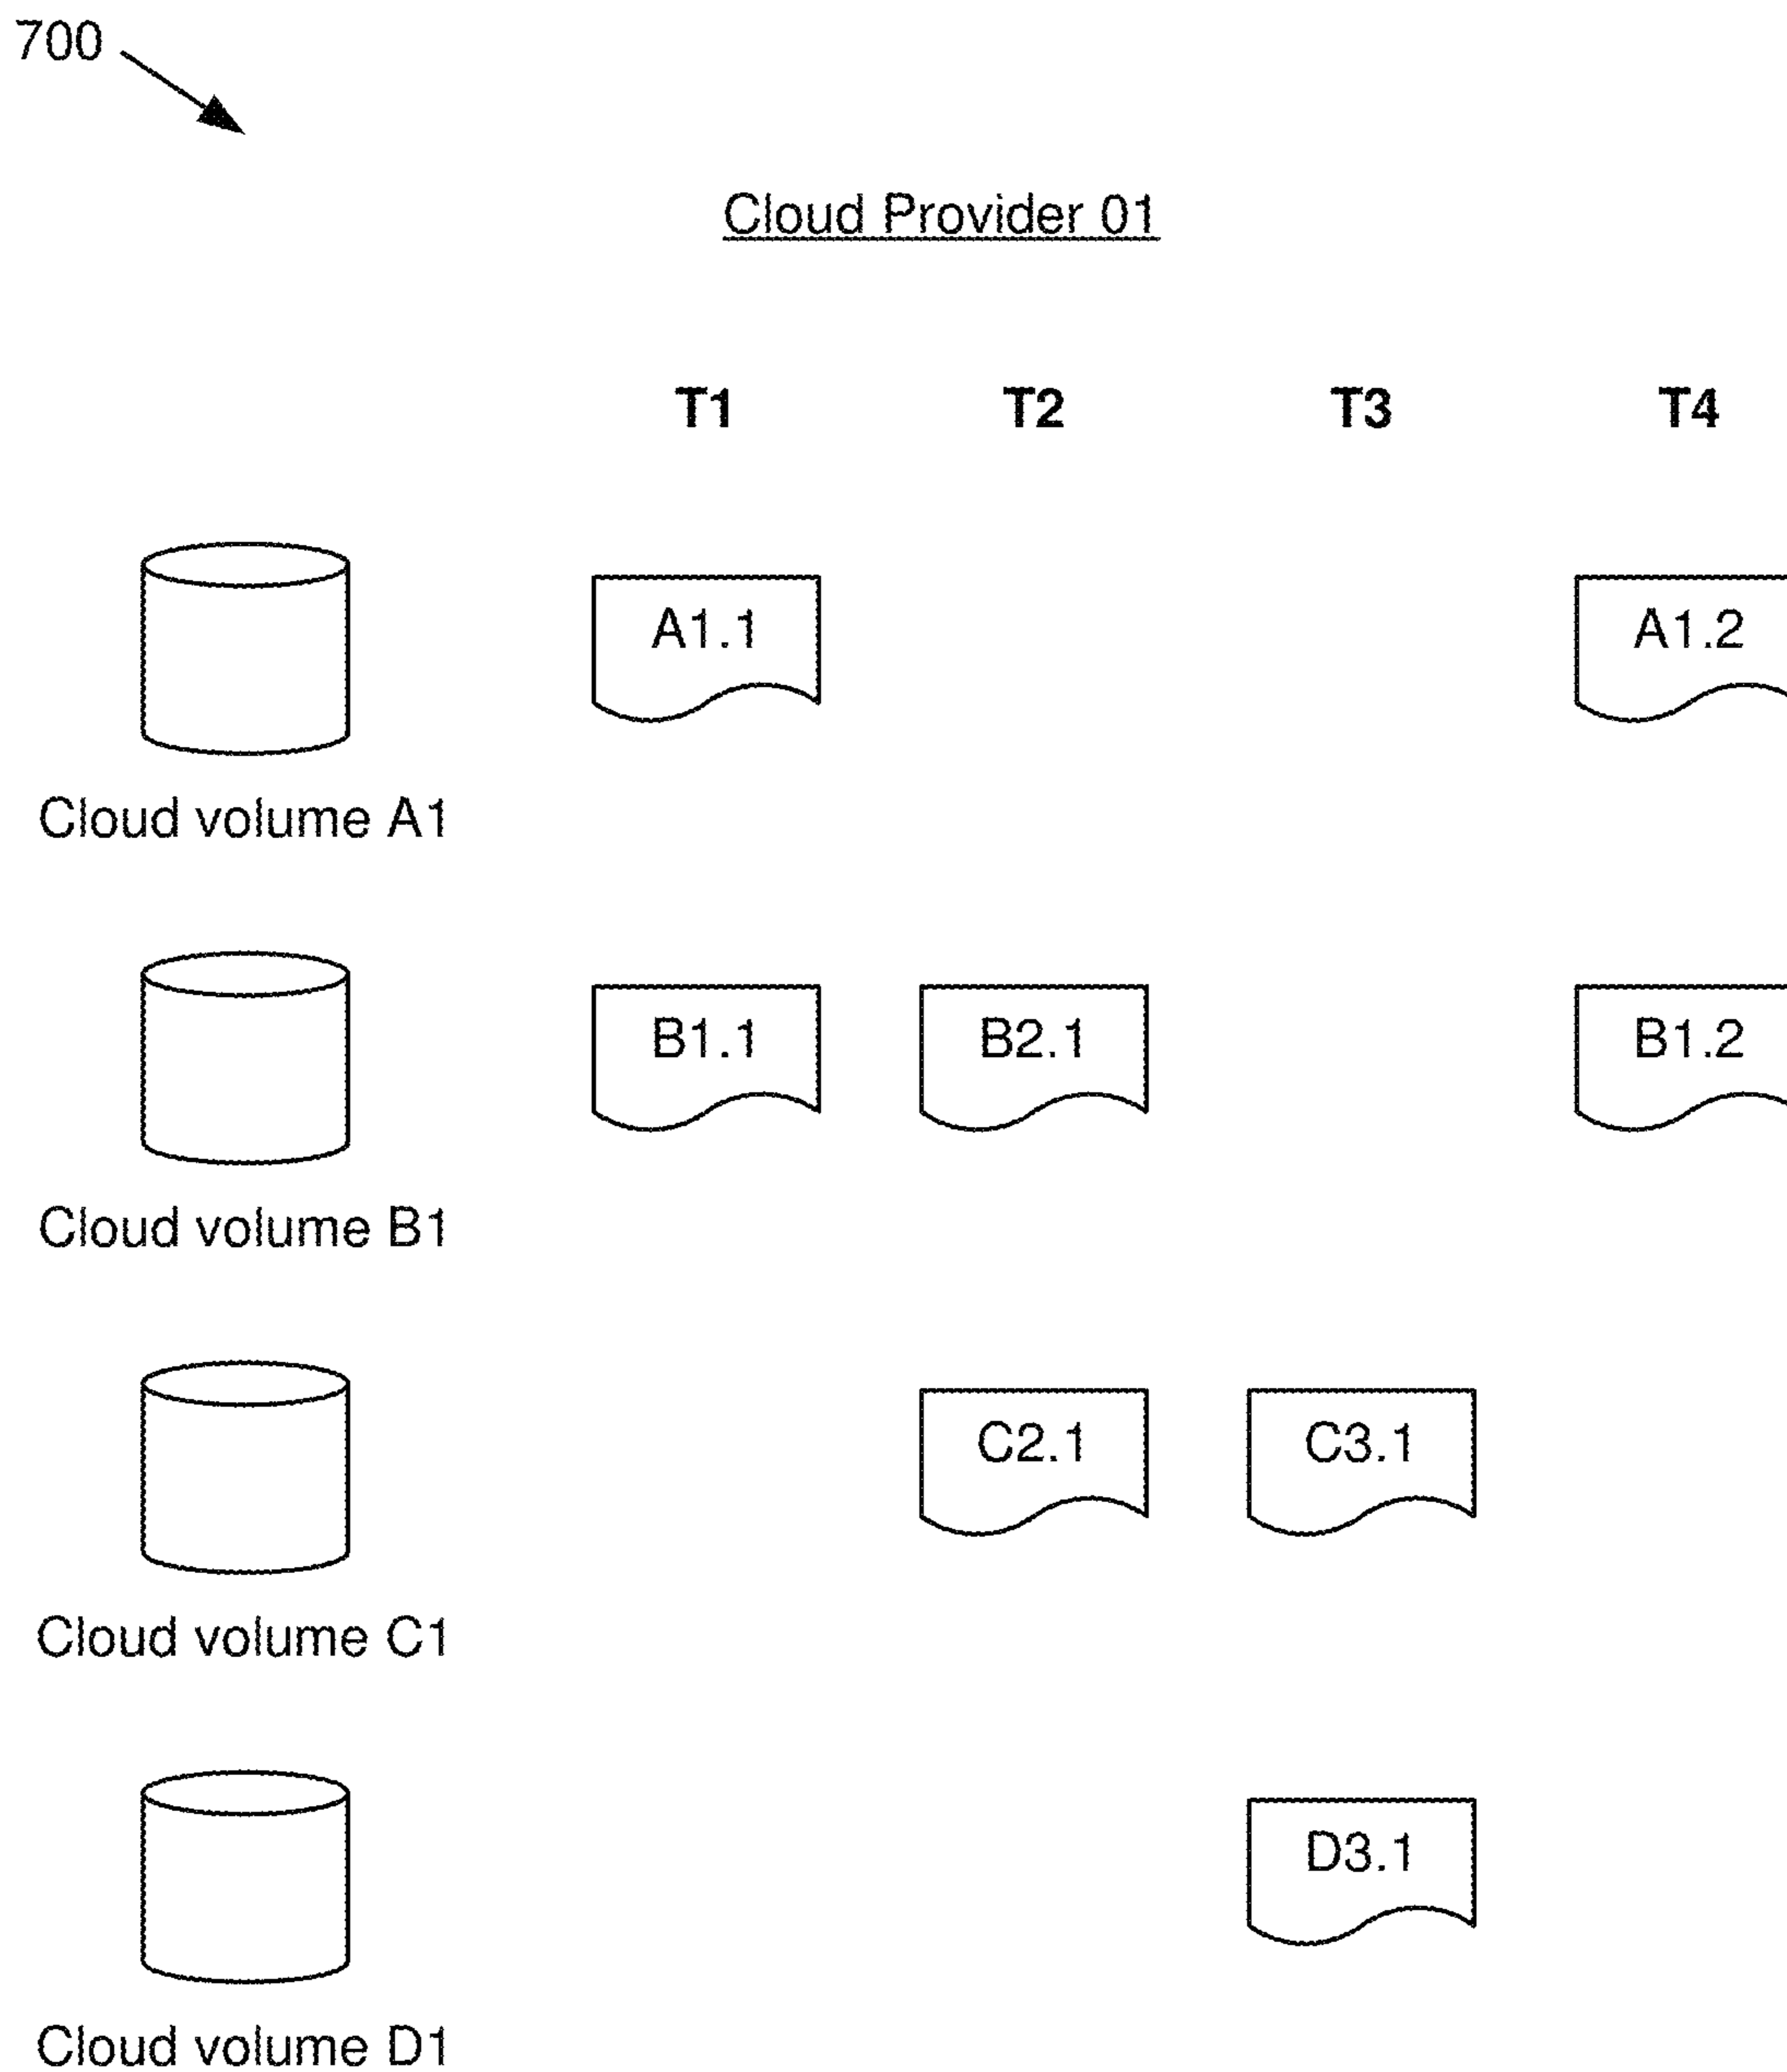 700
Cloud Provider 01
T1 T2 T3 T4
A1.1 A1.2
Cloud volume A1
B1.1 B2.1 B1.2
Cloud volume B1
C2.1 C3.1
Cloud volume C1
D3.1
Cloud volume D1